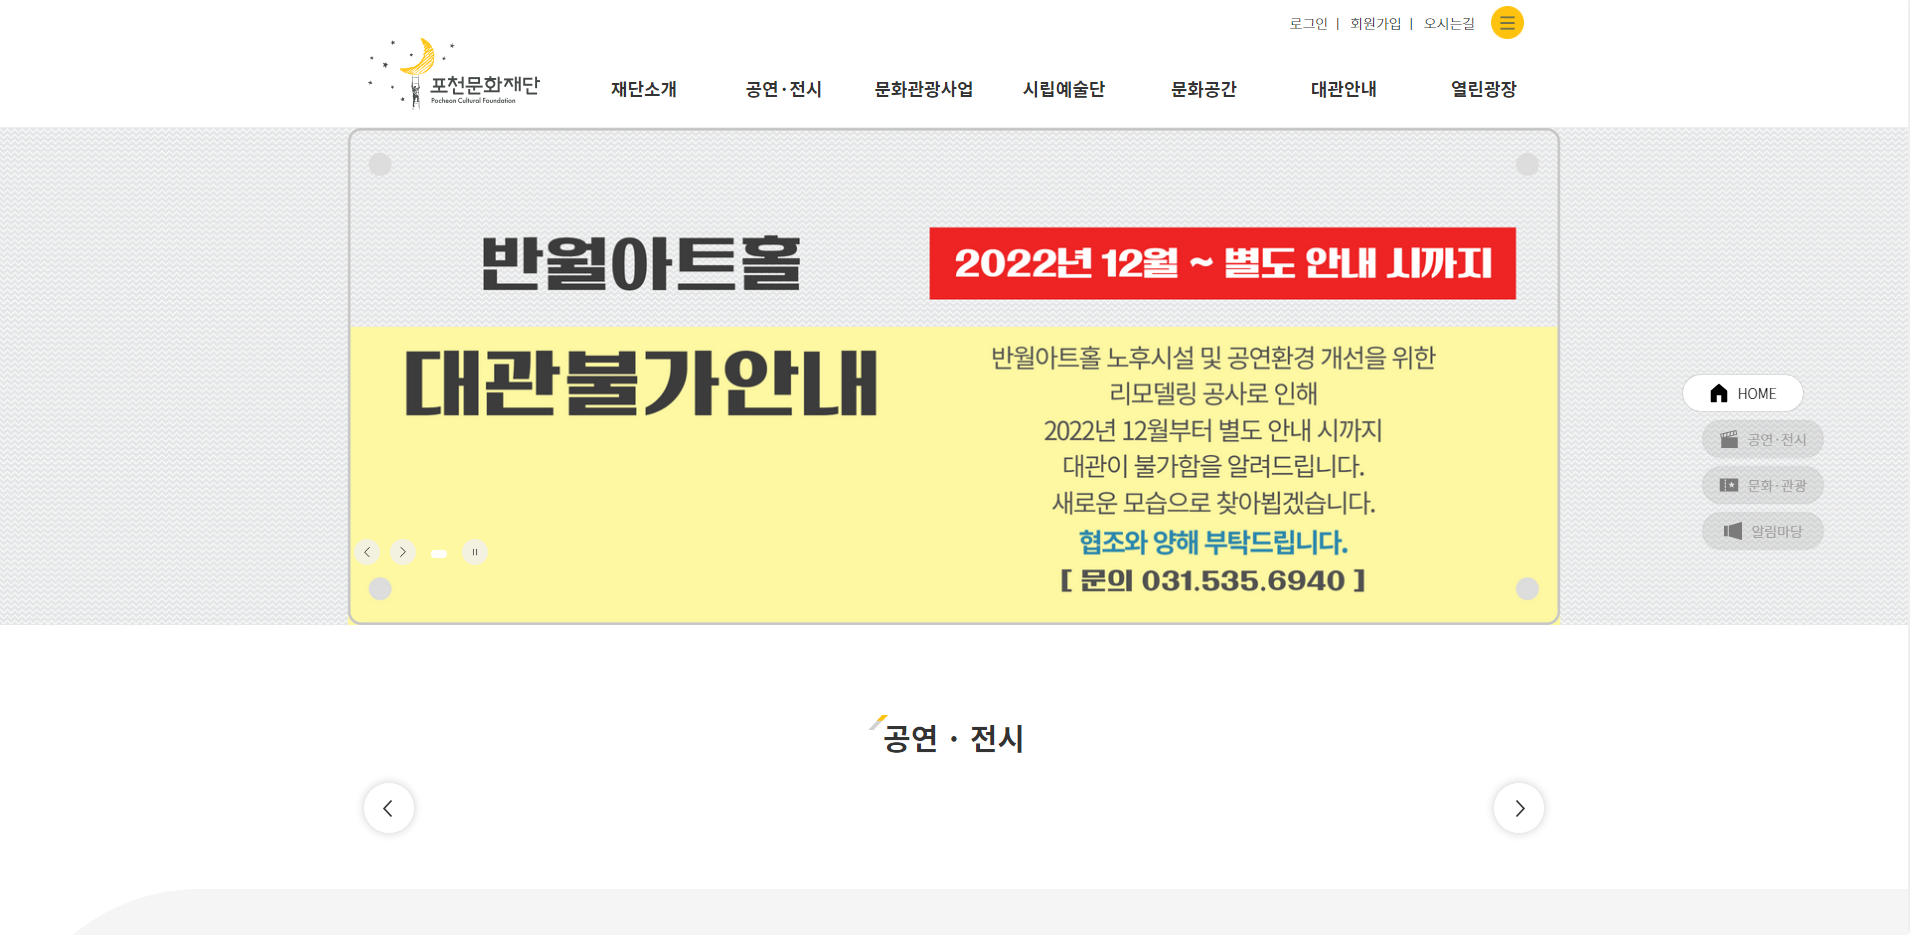 로그인 | 회원가입 | 오시는길
포천문화재단
Pocheon Cultural Foundation
재단소개 공연·전시 문화관광사업 시립예술단 문화공간 대관안내 열린광장
반월아트홀
대관불가안내
2022년 12월 ~ 별도 안내 시까지
반월아트홀 노후시설 및 공연환경 개선을 위한
리모델링 공사로 인해
2022년 12월부터 별도 안내 시까지
대관이 불가함을 알려드립니다.
새로운 모습으로 찾아뵙겠습니다.
협조와 양해 부탁드립니다.
[ 문의 031.535.6940 ]
HOME
공연·전시
문화·관광
알림마당
공연 · 전시